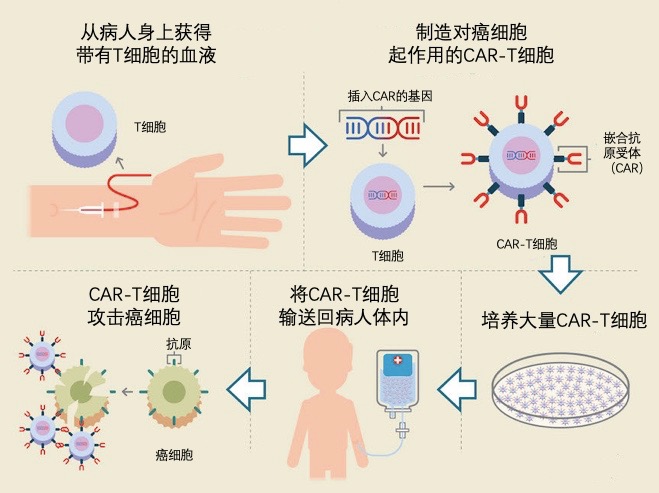 从病人身上获得
带有T细胞的血液
T细胞
制造对癌细胞
起作用的CAR-T细胞
插入CAR的基因
T细胞
嵌合抗
原受体
（CAR)
CAR-T细胞
培养大量CAR-T细胞
将CAR-T细胞
输送回病人体内
CAR-T细胞
攻击癌细胞
抗原
癌细胞